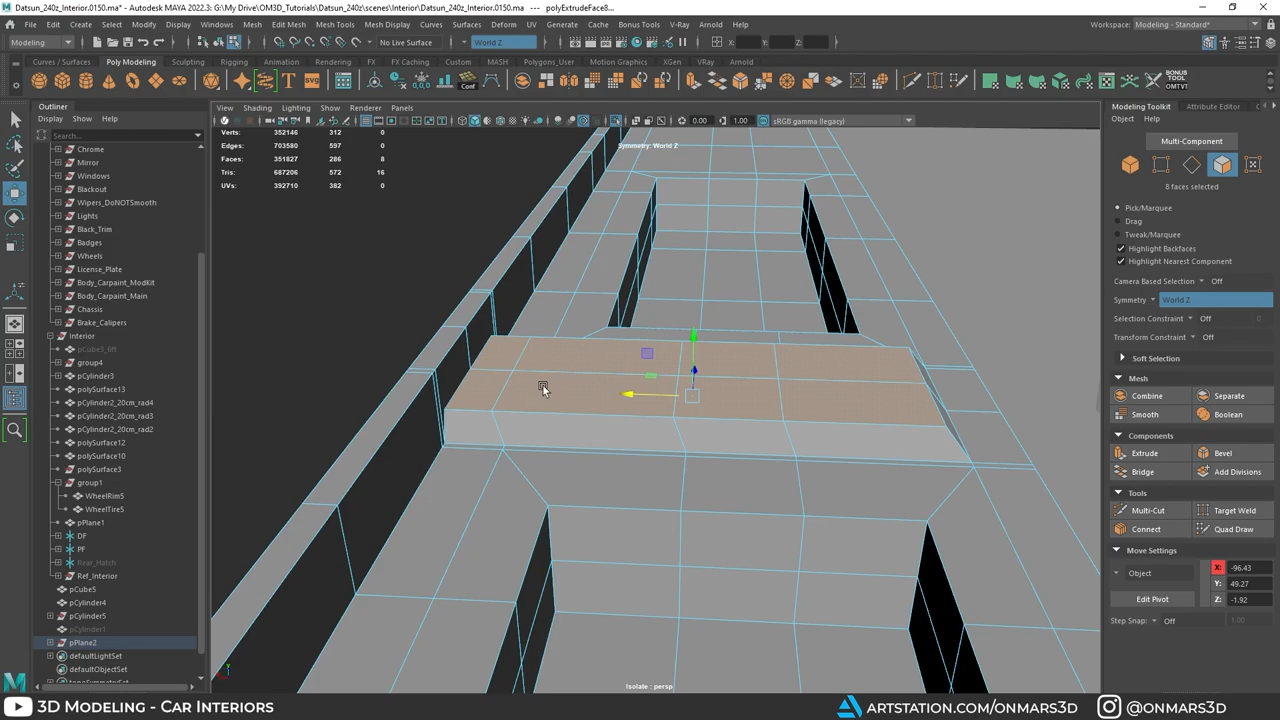 Datsun_240z_Interior.0150.ma* - Autodesk MAYA 2022.3: G:\My Drive\OM3D_Tutorials\Datsun_240z\scenes\Interior\Datsun_240z_Interior.0150.ma* --- polyExtrudeFace8...
File Edit Create Select Modify Display Windows Mesh Edit Mesh Mesh Tools Mesh Display Curves Surfaces Deform UV Generate Cache Bonus Tools V-Ray Arnold Help
Workspace: Modeling - Standard*
Modeling No Live Surface World Z X: Y: Z:
Curves / Surfaces Poly Modeling Sculpting Rigging Animation Rendering FX FX Caching Custom MASH Polygons_User Motion Graphics XGen VRay Arnold
Outliner
Display Show Help
Search...
Chrome
Mirror
Windows
Blackout
Wipers_DoNOTSmooth
Lights
Black_Trim
Badges
Wheels
License_Plate
Body_Carpaint_ModKit
Body_Carpaint_Main
Chassis
Brake_Calipers
Interior
pCube3_6ft
group4
pCylinder3
polySurface13
pCylinder2_20cm_rad4
pCylinder2_20cm_rad3
pCylinder2_20cm_rad2
polySurface12
polySurface10
polySurface3
group1
WheelRim5
WheelTire5
pPlane1
DF
PF
Rear_Hatch
Ref_Interior
pCube5
pCylinder4
pCylinder5
pCylinder1
pPlane2
defaultLightSet
defaultObjectSet
View Shading Lighting Show Renderer Panels
0.00 1.00 sRGB gamma (legacy)
Verts: 352146 312 0
Edges: 703580 597 0
Faces: 351827 286 8
Tris: 687206 572 16
UVs: 392710 382 0
Symmetry: World Z
Isolate : persp
Modeling Toolkit Attribute Editor
Object Help
Multi-Component
8 faces selected
Pick/Marquee
Drag
Tweak/Marquee
Highlight Backfaces
Highlight Nearest Component
Camera Based Selection Off
Symmetry World Z
Selection Constraint Off
Transform Constraint Off
Soft Selection
Mesh
Combine Separate
Smooth Boolean
Components
Extrude Bevel
Bridge Add Divisions
Tools
Multi-Cut Target Weld
Connect Quad Draw
Move Settings
Object X: -96.43
Y: 49.27
Edit Pivot Z: -1.92
Step Snap: Off 1.00
3D Modeling - CAR INTERIORS
ARTSTATION.COM/ONMARS3D @ONMARS3D